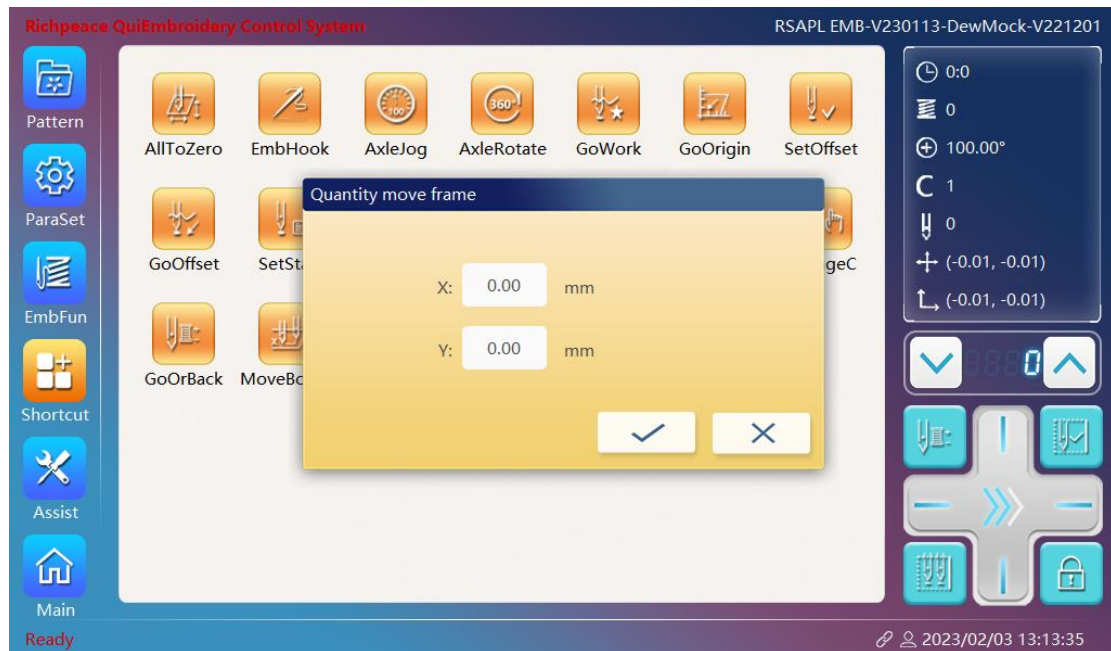 Richpeace QuiEmbroidery Control System
RSAPL EMB-V230113-DewMock-V221201
Pattern
ParaSet
EmbFun
Shortcut
Assist
Main
AllToZero EmbHook AxleJog AxleRotate GoWork GoOrigin SetOffset
100
360°
GoOffset SetSt geC
GoOrBack MoveBo
Quantity move frame
X: 0.00 mm
Y: 0.00 mm
0:0
0
100.00°
C 1
0
(-0.01, -0.01)
(-0.01, -0.01)
0
Ready
2023/02/03 13:13:35